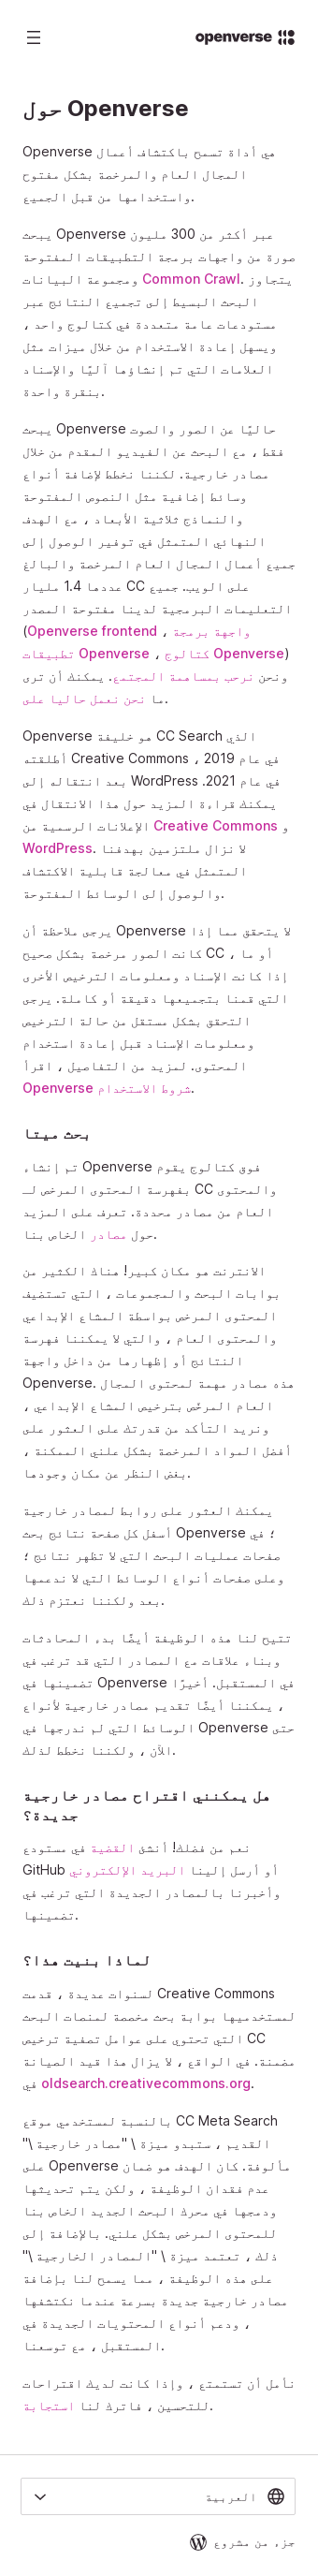 openverse
حول Openverse
Openverse هي أداة تسمح باكتشاف أعمال
المجال العام والمرخصة بشكل مفتوح
واستخدامها من قبل الجميع.
يبحث Openverse عبر أكثر من 300 مليون
صورة من واجهات برمجة التطبيقات المفتوحة
ومجموعة البيانات Common Crawl. يتجاوز
البحث البسيط إلى تجميع النتائج عبر
مستودعات عامة متعددة في كتالوج واحد ،
ويسهل إعادة الاستخدام من خلال ميزات مثل
العلامات التي تم إنشاؤها آليًا والإسناد
بنقرة واحدة.
يبحث Openverse حاليًا عن الصور والصوت
فقط ، مع البحث عن الفيديو المقدم من خلال
مصادر خارجية. لكننا نخطط لإضافة أنواع
وسائط إضافية مثل النصوص المفتوحة
والنماذج ثلاثية الأبعاد ، مع الهدف
النهائي المتمثل في توفير الوصول إلى
جميع أعمال المجال العام المرخصة والبالغ
عددها 1.4 مليار CC على الويب. جميع
التعليمات البرمجية لدينا مفتوحة المصدر
(Openverse frontend ، واجهة برمجة
تطبيقات Openverse ، كتالوج Openverse)
ونحن نرحب بمساهمة المجتمع. يمكنك أن ترى
ما نحن نعمل حاليا على.
Openverse هو خليفة CC Search الذي
أطلقته Creative Commons في عام 2019 ،
بعد انتقاله إلى WordPress في عام 2021.
يمكنك قراءة المزيد حول هذا الانتقال في
الإعلانات الرسمية من Creative Commons و
WordPress. لا نزال ملتزمين بهدفنا
المتمثل في معالجة قابلية الاكتشاف
والوصول إلى الوسائط المفتوحة.
يرجى ملاحظة أن Openverse لا يتحقق مما إذا
كانت الصور مرخصة بشكل صحيح CC ، أو ما
إذا كانت الإسناد ومعلومات الترخيص الأخرى
التي قمنا بتجميعها دقيقة أو كاملة. يرجى
التحقق بشكل مستقل من حالة الترخيص
ومعلومات الإسناد قبل إعادة استخدام
المحتوى. لمزيد من التفاصيل ، اقرأ
Openverse شروط الاستخدام.
بحث ميتا
تم إنشاء Openverse فوق كتالوج يقوم
بفهرسة المحتوى المرخص لـ CC والمحتوى
العام من مصادر محددة. تعرف على المزيد
حول مصادر الخاص بنا.
الانترنت هو مكان كبير! هناك الكثير من
بوابات البحث والمجموعات ، التي تستضيف
المحتوى المرخص بواسطة المشاع الإبداعي
والمحتوى العام ، والتي لا يمكننا فهرسة
النتائج أو إظهارها من داخل واجهة
Openverse. هذه مصادر مهمة لمحتوى المجال
العام المرخّص بترخيص المشاع الإبداعي ،
ونريد التأكد من قدرتك على العثور على
أفضل المواد المرخصة بشكل علني الممكنة ،
بغض النظر عن مكان وجودها.
يمكنك العثور على روابط لمصادر خارجية
أسفل كل صفحة نتائج بحث Openverse ؛ في
صفحات عمليات البحث التي لا تظهر نتائج ؛
وعلى صفحات أنواع الوسائط التي لا ندعمها
بعد ولكننا نعتزم ذلك.
تتيح لنا هذه الوظيفة أيضًا بدء المحادثات
وبناء علاقات مع المصادر التي قد ترغب في
تضمينها في Openverse في المستقبل. أخيرًا
، يمكننا أيضًا تقديم مصادر خارجية لأنواع
الوسائط التي لم ندرجها في Openverse حتى
الآن ، ولكننا نخطط لذلك.
هل يمكنني اقتراح مصادر خارجية
جديدة؟
نعم من فضلك! أنشئ القضية في مستودع
GitHub أو أرسل إلينا البريد الإلكتروني
وأخبرنا بالمصادر الجديدة التي ترغب في
تضمينها.
لماذا بنيت هذا؟
لسنوات عديدة ، قدمت Creative Commons
لمستخدميها بوابة بحث مخصصة لمنصات البحث
التي تحتوي على عوامل تصفية ترخيص CC
مضمنة. في الواقع ، لا يزال هذا قيد الصيانة
في oldsearch.creativecommons.org.
بالنسبة لمستخدمي موقع CC Meta Search
القديم ، ستبدو ميزة \ "مصادر خارجية \"
على Openverse مألوفة. كان الهدف هو ضمان
عدم فقدان الوظيفة ، ولكن يتم تحديثها
ودمجها في محرك البحث الجديد الخاص بنا
للمحتوى المرخص بشكل علني. بالإضافة إلى
ذلك ، تعتمد ميزة \ "المصادر الخارجية \"
على هذه الوظيفة ، مما يسمح لنا بإضافة
مصادر خارجية جديدة بسرعة عندما نكتشفها
، ودعم أنواع المحتويات الجديدة في
المستقبل ، مع توسعنا.
نأمل أن تستمتع ، وإذا كانت لديك اقتراحات
للتحسين ، فاترك لنا استجابة.
العربية
جزء من مشروع